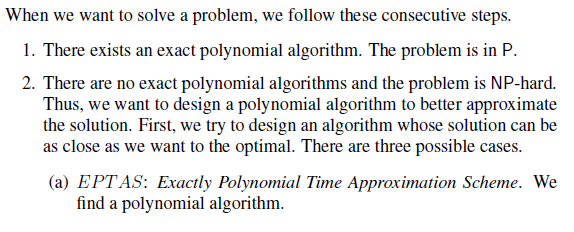 When we want to solve a problem, we follow these consecutive steps.
1. There exists an exact polynomial algorithm. The problem is in P.
2. There are no exact polynomial algorithms and the problem is NP-hard.
Thus, we want to design a polynomial algorithm to better approximate
the solution. First, we try to design an algorithm whose solution can be
as close as we want to the optimal. There are three possible cases.
(a) EPTAS: Exactly Polynomial Time Approximation Scheme. We
find a polynomial algorithm.